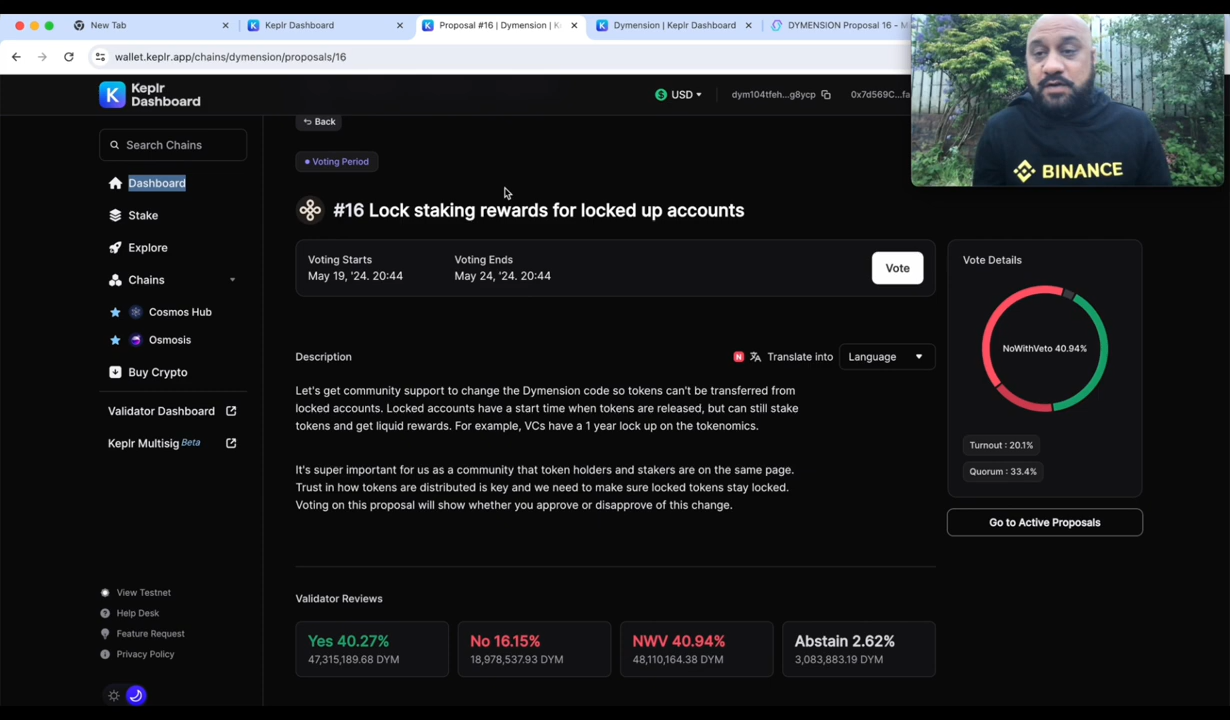 New Tab
Keplr Dashboard
Proposal #16 | Dymension | K
Dymension | Keplr Dashboard
DYMENSION Proposal 16 - M
wallet.keplr.app/chains/dymension/proposals/16
Keplr
Dashboard
USD
dym104tfeh...g8ycp
0x7d569C...fa
Search Chains
Dashboard
Stake
Explore
Chains
Cosmos Hub
Osmosis
Buy Crypto
Validator Dashboard
Keplr Multisig Beta
View Testnet
Help Desk
Feature Request
Privacy Policy
Back
Voting Period
#16 Lock staking rewards for locked up accounts
Voting Starts
May 19, '24. 20:44
Voting Ends
May 24, '24. 20:44
Vote
Description
N
Translate into
Language
Let's get community support to change the Dymension code so tokens can't be transferred from
locked accounts. Locked accounts have a start time when tokens are released, but can still stake
tokens and get liquid rewards. For example, VCs have a 1 year lock up on the tokenomics.
It's super important for us as a community that token holders and stakers are on the same page.
Trust in how tokens are distributed is key and we need to make sure locked tokens stay locked.
Voting on this proposal will show whether you approve or disapprove of this change.
Validator Reviews
Yes 40.27%
47,315,189.68 DYM
No 16.15%
18,978,537.93 DYM
NWV 40.94%
48,110,164.38 DYM
Abstain 2.62%
3,083,883.19 DYM
Vote Details
NoWithVeto 40.94%
Turnout : 20.1%
Quorum : 33.4%
Go to Active Proposals
BINANCE